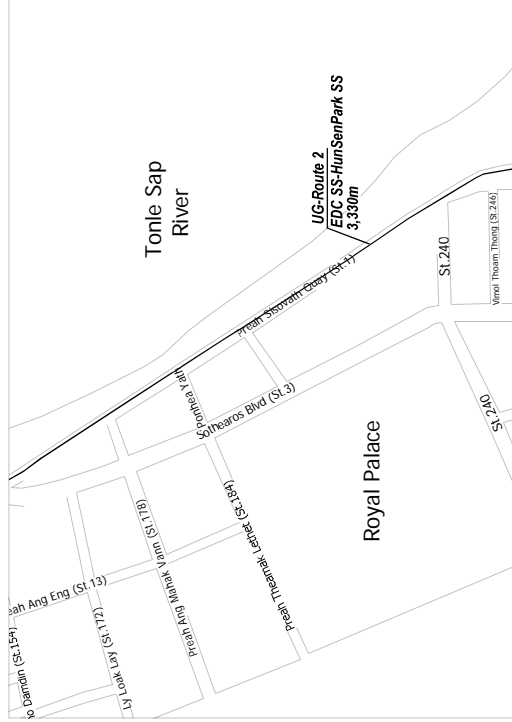 Tonle Sap
River
UG-Route 2
EDC SS-HunSenPark SS
3,330m
Preah Sisovath Quay (St.1)
St.240
Vimol Thoam Thong (St.246)
Ponhea Yath
Sothearos Blvd (St.3)
St.240
Royal Palace
Preah Theamak Lethet (St.184)
Preah Ang Mahak Vann (St.178)
eah Ang Eng (St.13)
Ly Loak Lay (St.172)
o Damdin (St.154)